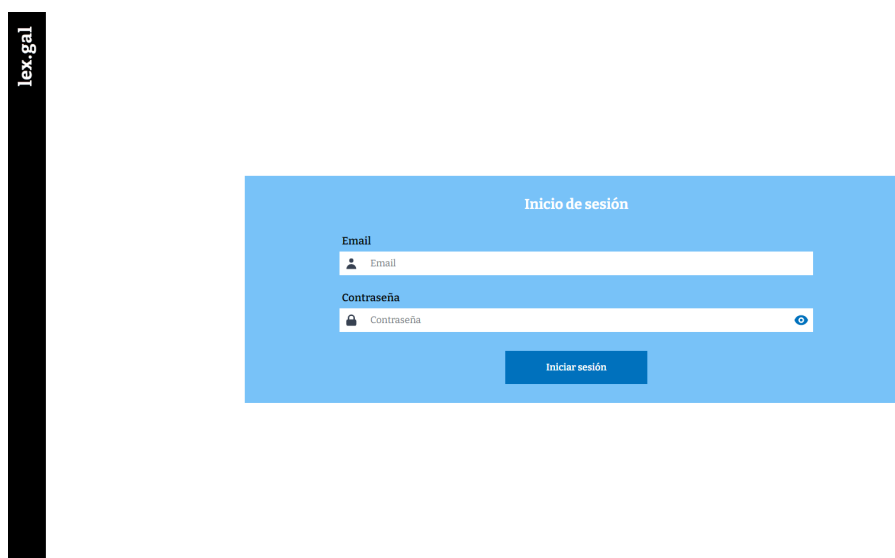 lex.gal
Inicio de sesión
Email
Email
Contraseña
Contraseña
Iniciar sesión